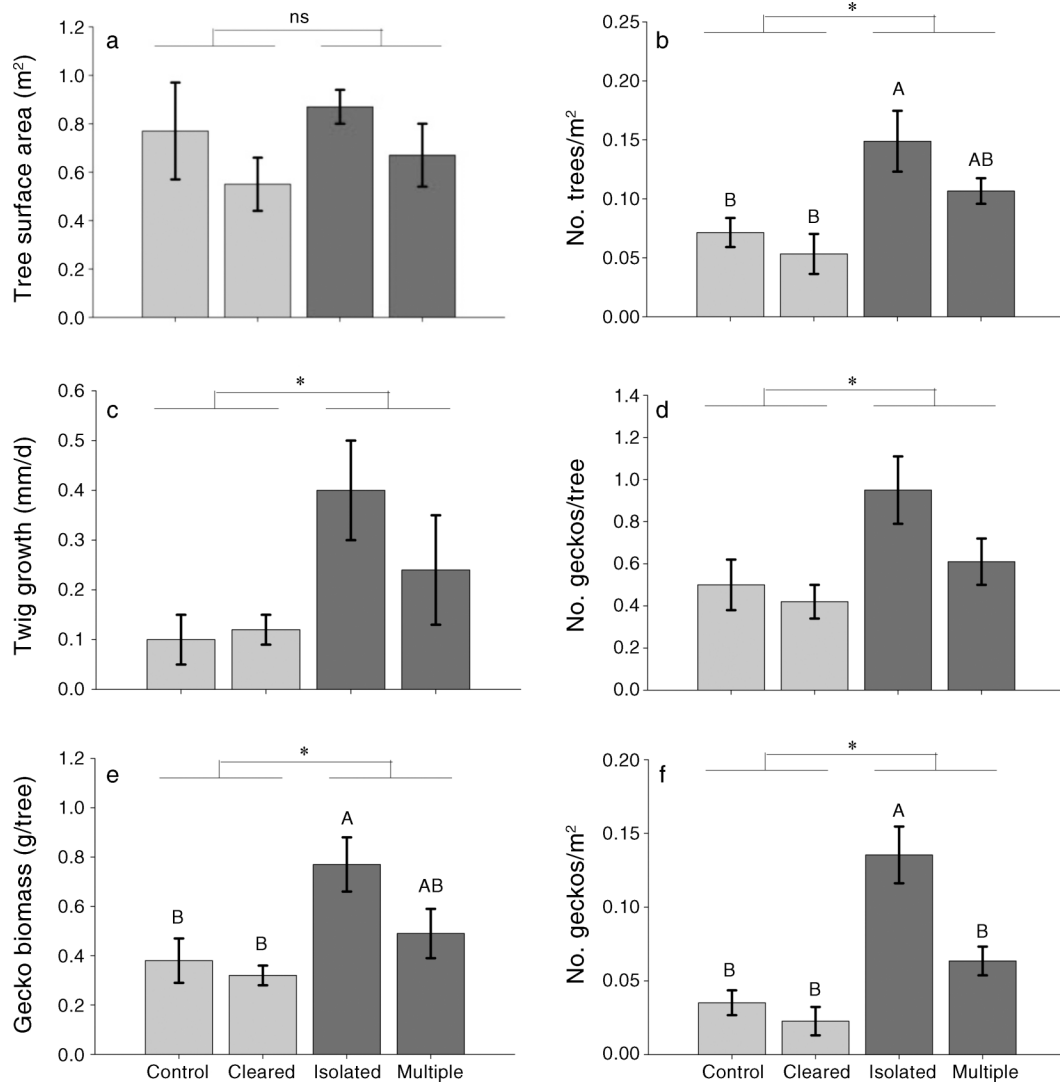 a
ns
Tree surface area (m²)
1.2
1.0
0.8
0.6
0.4
0.2
0.0
b
*
No. trees/m²
0.25
0.20
0.15
0.10
0.05
0.00
B
B
A
AB
c
*
Twig growth (mm/d)
0.6
0.5
0.4
0.3
0.2
0.1
0.0
d
*
No. geckos/tree
1.4
1.2
1.0
0.8
0.6
0.4
0.2
0.0
e
*
Gecko biomass (g/tree)
1.2
1.0
0.8
0.6
0.4
0.2
0.0
B
B
A
AB
Control Cleared Isolated Multiple
f
*
No. geckos/m²
0.20
0.15
0.10
0.05
0.00
B
B
A
B
Control Cleared Isolated Multiple